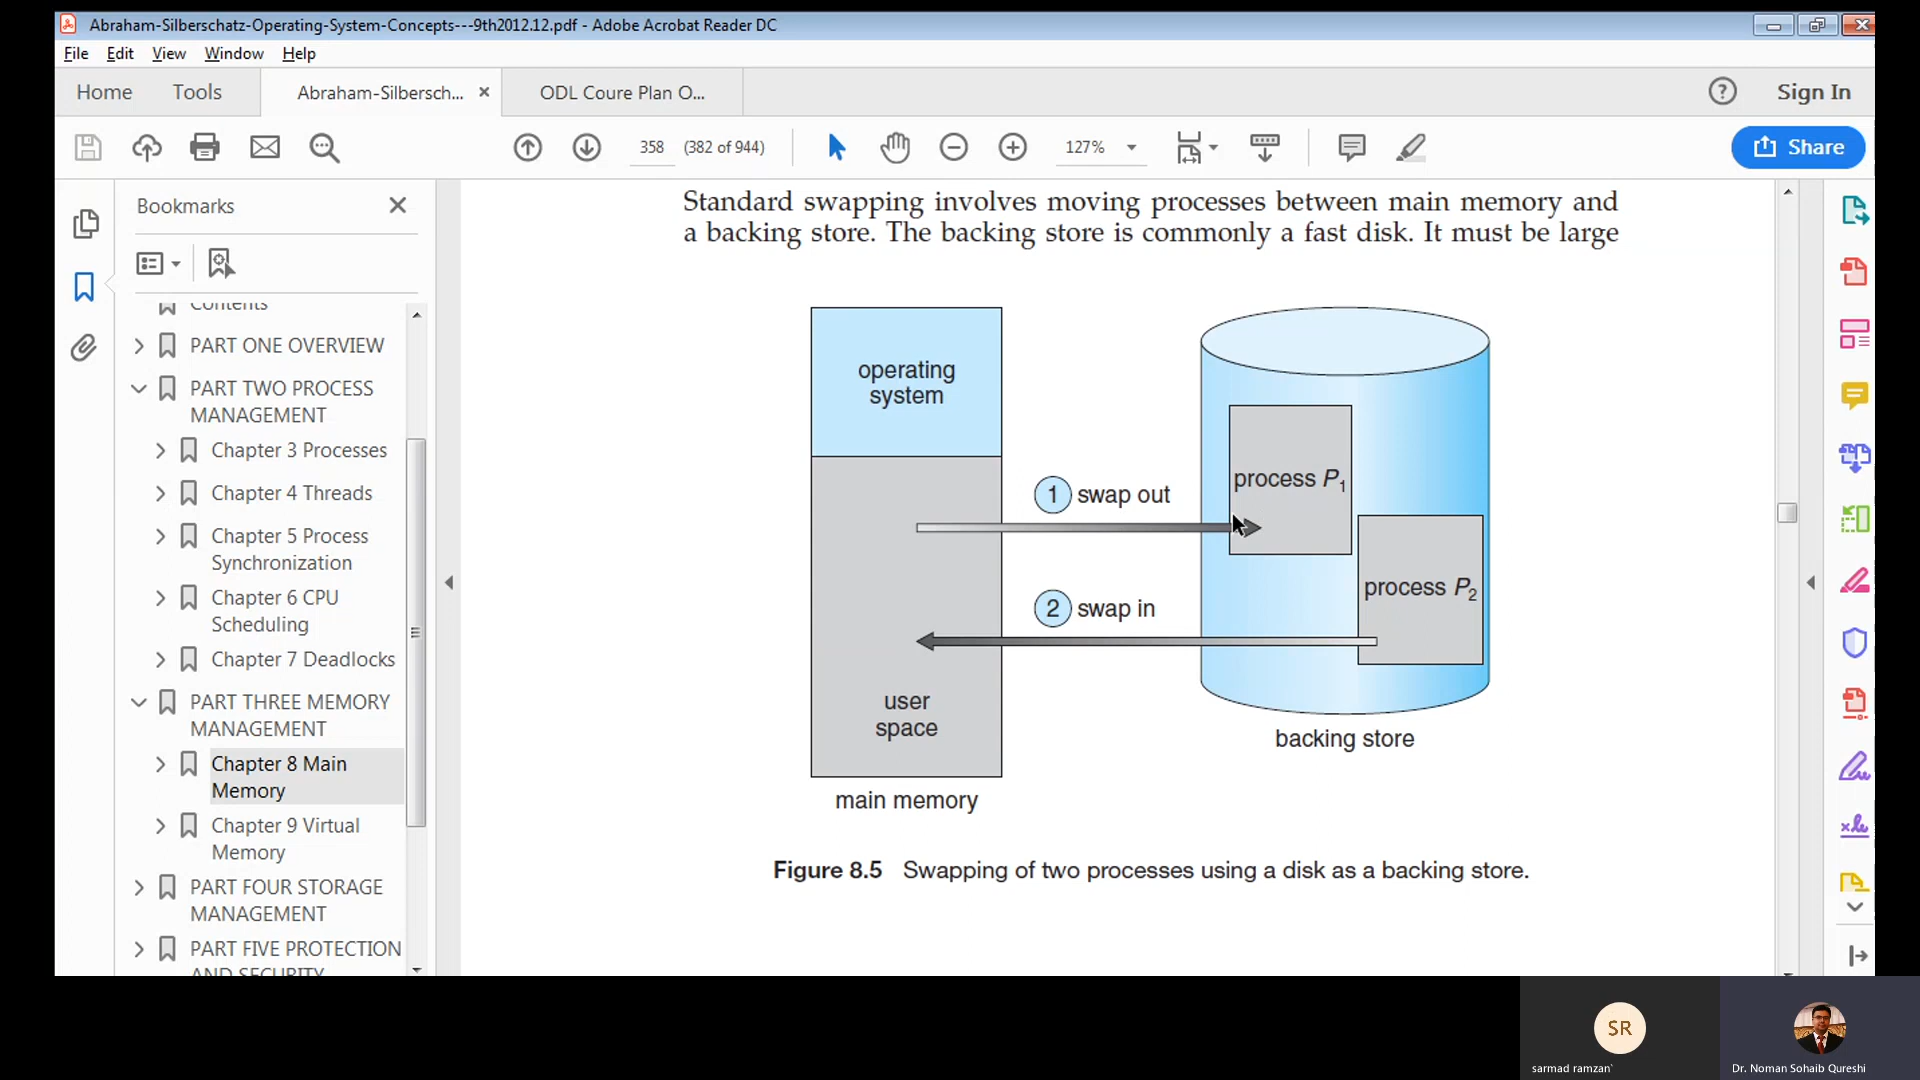 Abraham-Silberschatz-Operating-System-Concepts---9th2012.12.pdf - Adobe Acrobat Reader DC
File Edit View Window Help
Home Tools Abraham-Silbersch... × ODL Coure Plan O... ? Sign In
358 (382 of 944) 127% Share
Bookmarks
Contents
PART ONE OVERVIEW
PART TWO PROCESS
MANAGEMENT
Chapter 3 Processes
Chapter 4 Threads
Chapter 5 Process
Synchronization
Chapter 6 CPU
Scheduling
Chapter 7 Deadlocks
PART THREE MEMORY
MANAGEMENT
Chapter 8 Main
Memory
Chapter 9 Virtual
Memory
PART FOUR STORAGE
MANAGEMENT
PART FIVE PROTECTION
AND SECURITY
Standard swapping involves moving processes between main memory and
a backing store. The backing store is commonly a fast disk. It must be large
operating
system
1 swap out
process P1
2 swap in
process P2
user
space
backing store
main memory
Figure 8.5 Swapping of two processes using a disk as a backing store.
SR
sarmad ramzan`
Dr. Noman Sohaib Qureshi